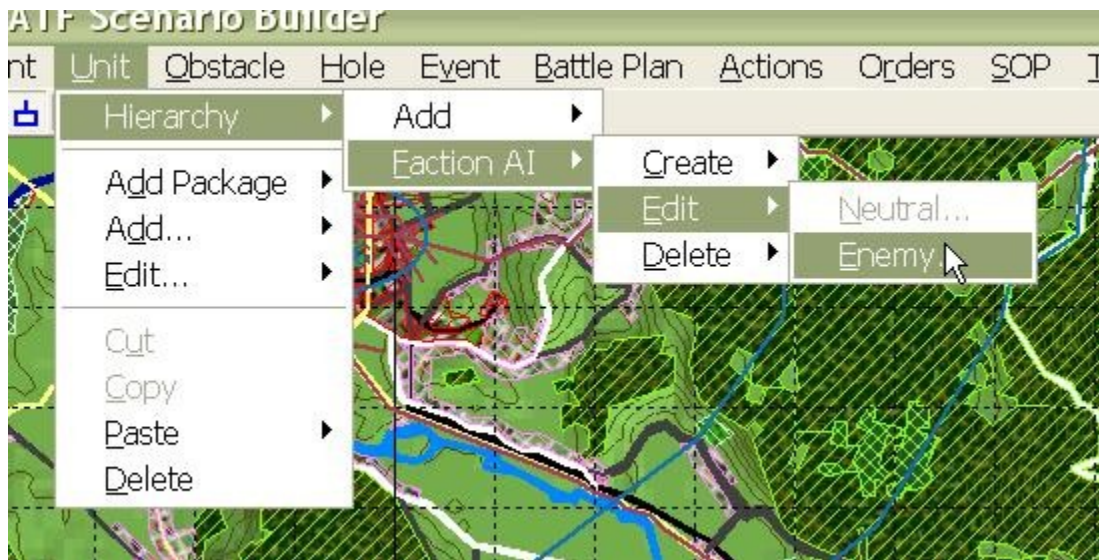 ATF Scenario Builder
nt Unit Obstacle Hole Event Battle Plan Actions Orders SOP
Hierarchy
Add Package
Add...
Edit...
Cut
Copy
Paste
Delete
Add
Faction AI
Create
Edit
Delete
Neutral...
Enemy...